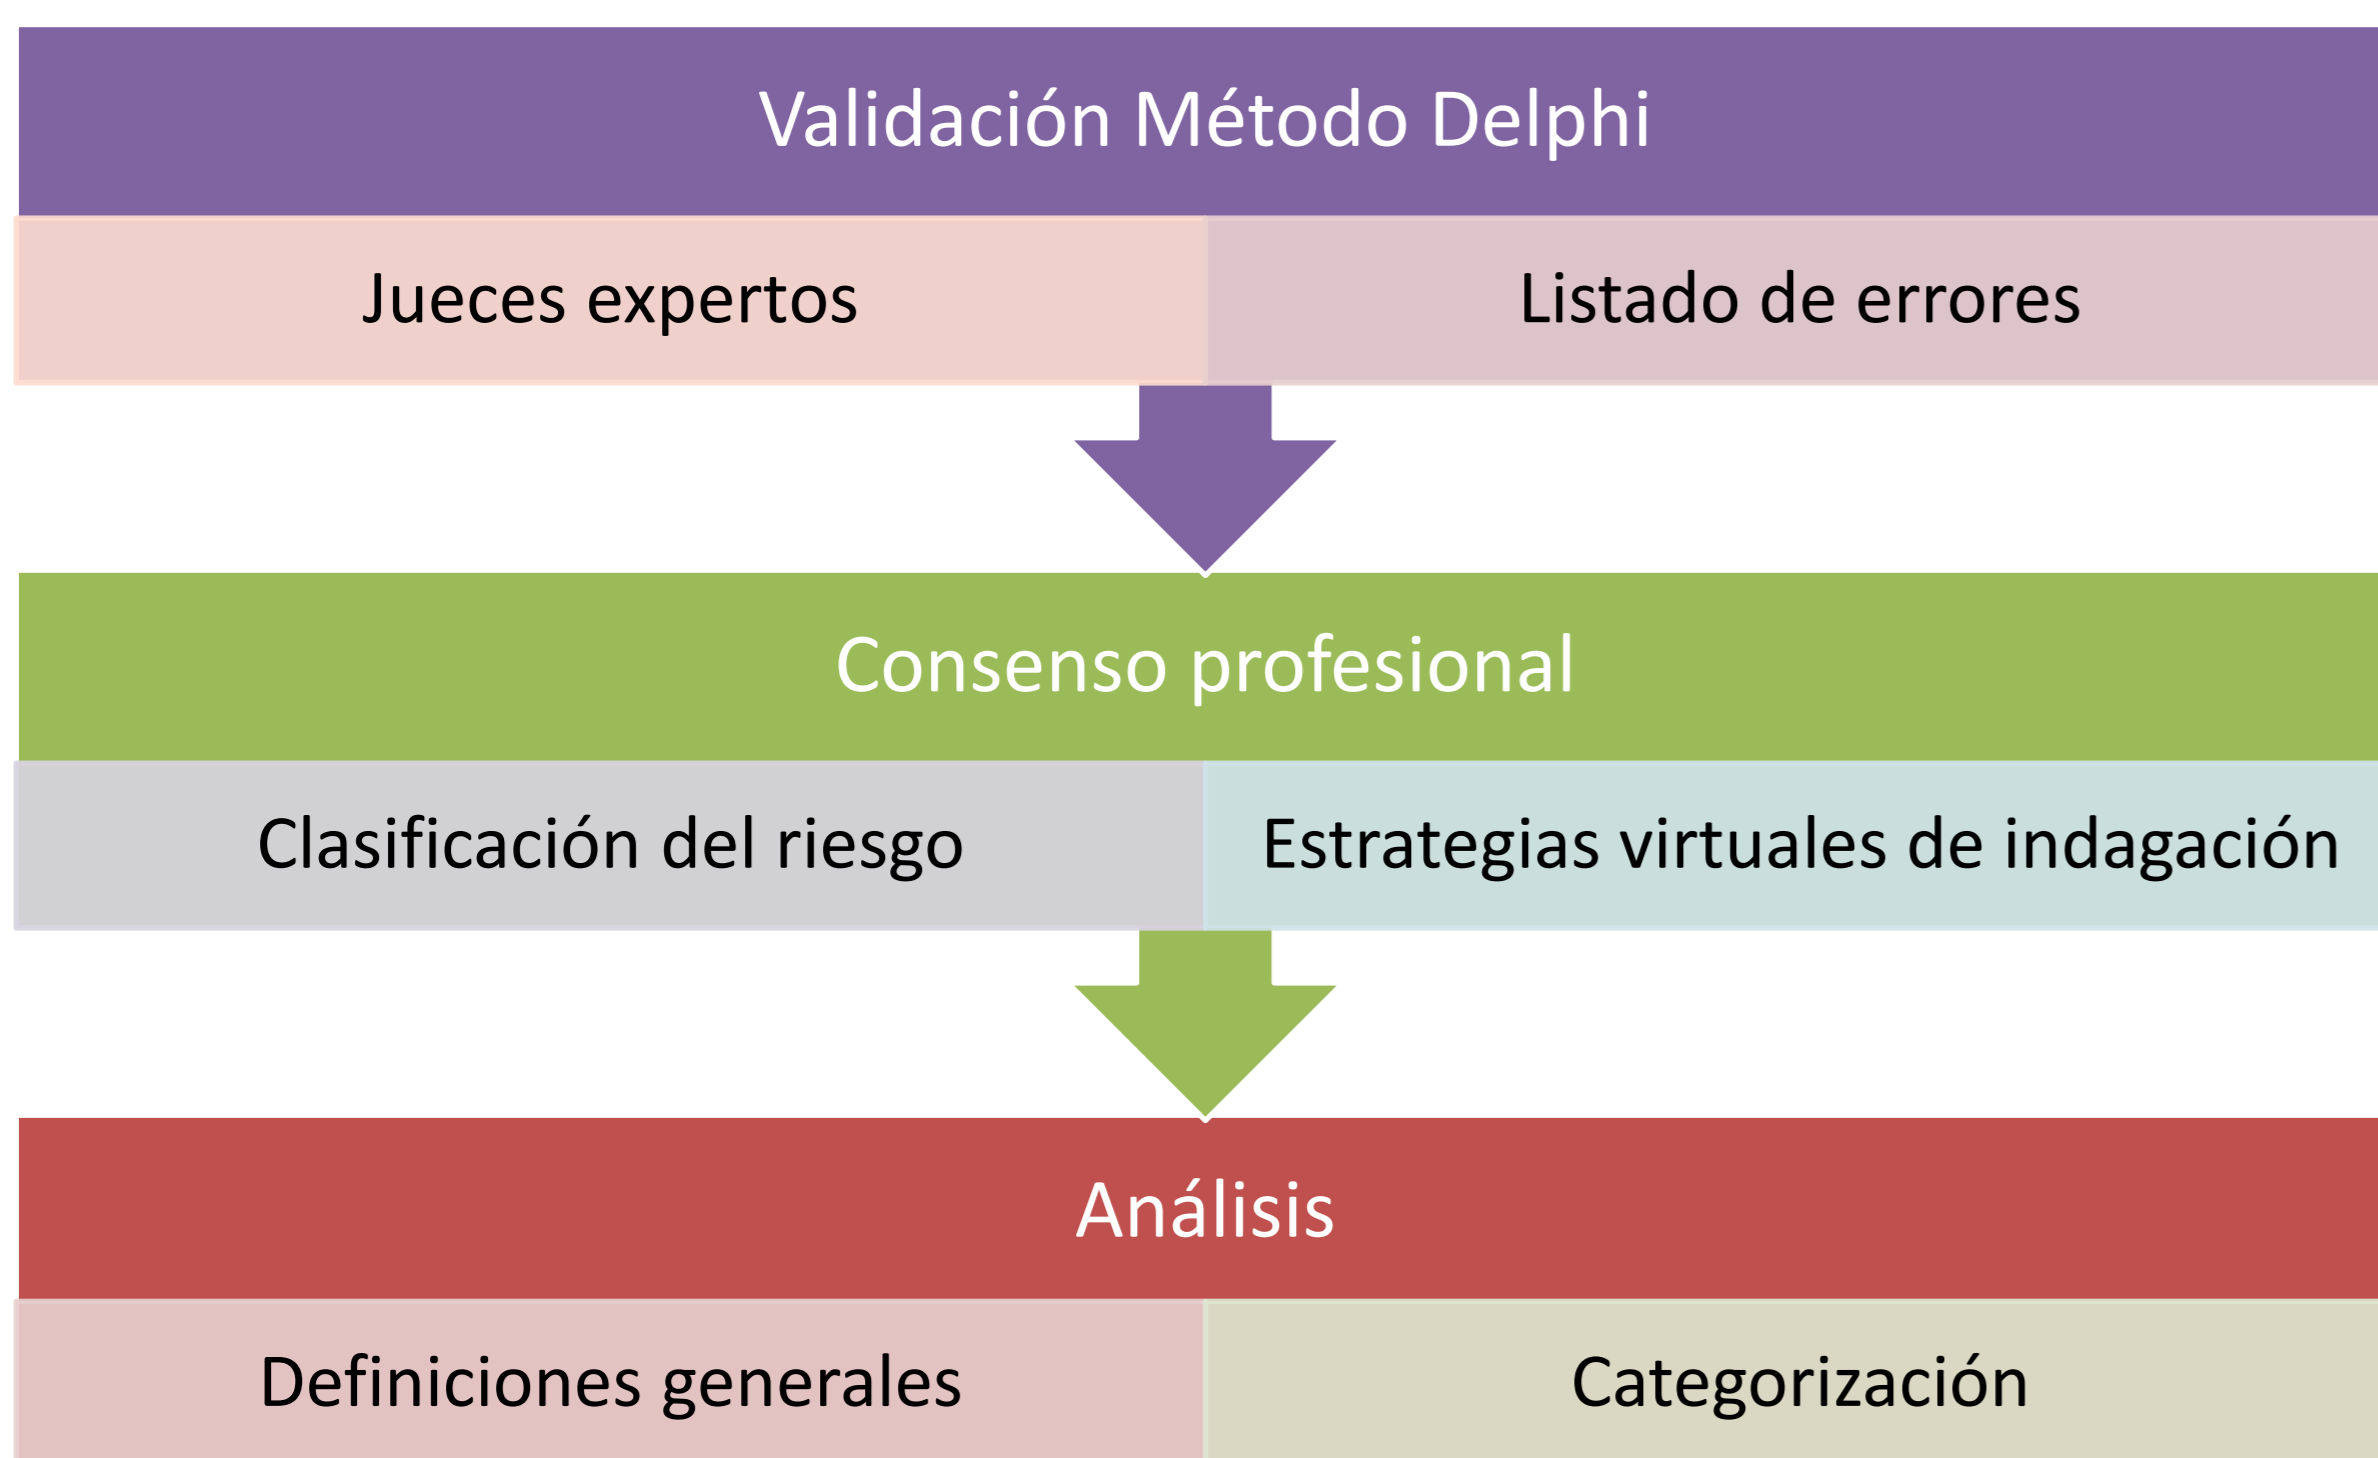 Validación Método Delphi
Jueces expertos
Listado de errores
Consenso profesional
Clasificación del riesgo
Estrategias virtuales de indagación
Análisis
Definiciones generales
Categorización